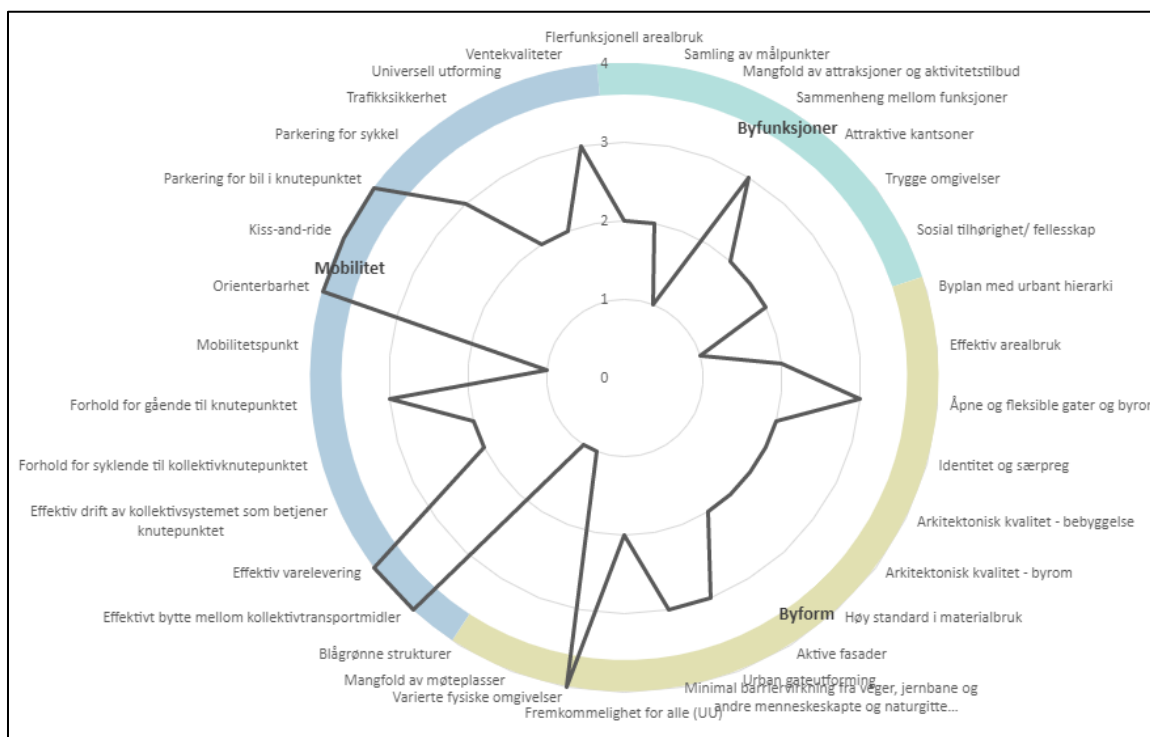 Flerfunksjonell arealbruk
Samling av målpunkter
Mangfold av attraksjoner og aktivitetstilbud
Sammenheng mellom funksjoner
Byfunksjoner
Attraktive kantsoner
Trygge omgivelser
Sosial tilhørighet/ fellesskap
Byplan med urbant hierarki
Effektiv arealbruk
Åpne og fleksible gater og byrom
Identitet og særpreg
Arkitektonisk kvalitet - bebyggelse
Arkitektonisk kvalitet - byrom
Byform
Høy standard i materialbruk
Aktive fasader
Urban gateutforming
Minimal barriervirkning fra veger, jernbane og
andre menneskeskapte og naturgitte...
Fremkommelighet for alle (UU)
Varierte fysiske omgivelser
Mangfold av møteplasser
Blågrønne strukturer
Effektivt bytte mellom kollektivtransportmidler
Effektiv varelevering
Effektiv drift av kollektivsystemet som betjener
knutepunktet
Forhold for syklende til kollektivknutepunktet
Forhold for gående til knutepunktet
Mobilitetspunkt
Orienterbarhet
Mobilitet
Kiss-and-ride
Parkering for bil i knutepunktet
Parkering for sykkel
Trafikksikkerhet
Universell utforming
Ventekvaliteter
4
3
2
1
0